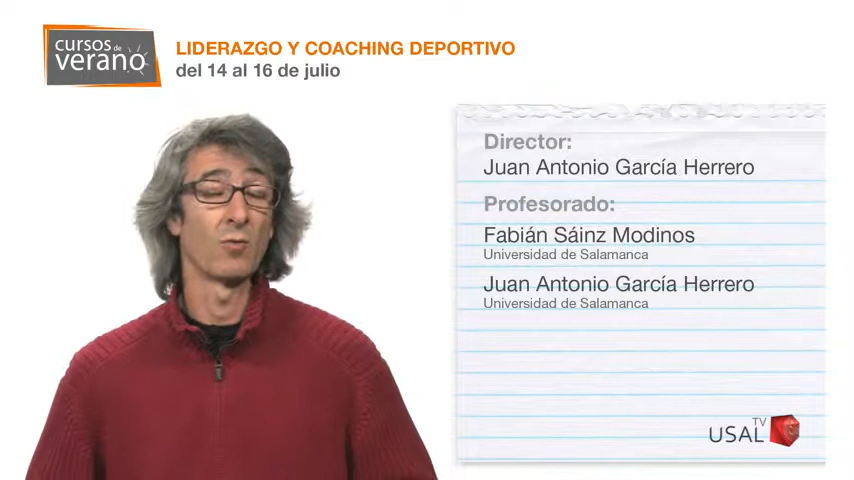 cursos de
verano
LIDERAZGO Y COACHING DEPORTIVO
del 14 al 16 de julio
Director:
Juan Antonio García Herrero
Profesorado:
Fabián Sáinz Modinos
Universidad de Salamanca
Juan Antonio García Herrero
Universidad de Salamanca
USAL TV